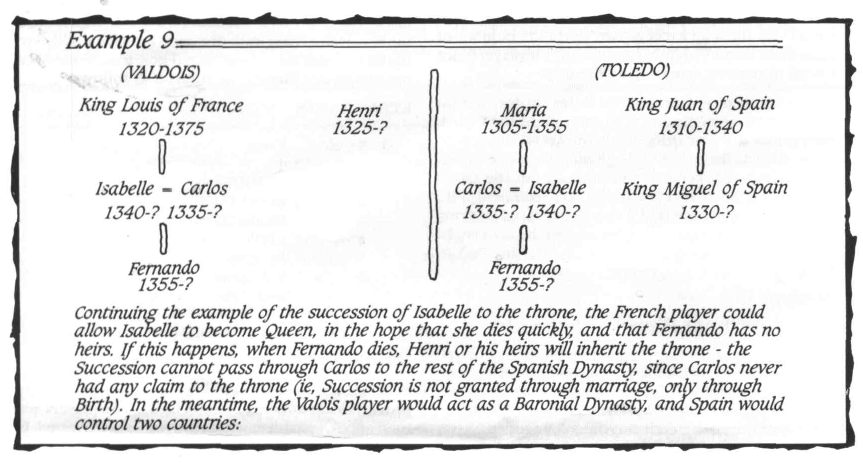 Example 9
(VALDOIS) (TOLEDO)
King Louis of France Henri Maria King Juan of Spain
1320-1375 1325-? 1305-1355 1310-1340
Isabelle = Carlos Carlos = Isabelle King Miguel of Spain
1340-? 1335-? 1335-? 1340-? 1330-?
Fernando Fernando
1355-? 1355-?
Continuing the example of the succession of Isabelle to the throne, the French player could
allow Isabelle to become Queen, in the hope that she dies quickly, and that Fernando has no
heirs. If this happens, when Fernando dies, Henri or his heirs will inherit the throne - the
Succession cannot pass through Carlos to the rest of the Spanish Dynasty, since Carlos never
had any claim to the throne (ie, Succession is not granted through marriage, only through
Birth). In the meantime, the Valois player would act as a Baronial Dynasty, and Spain would
control two countries: